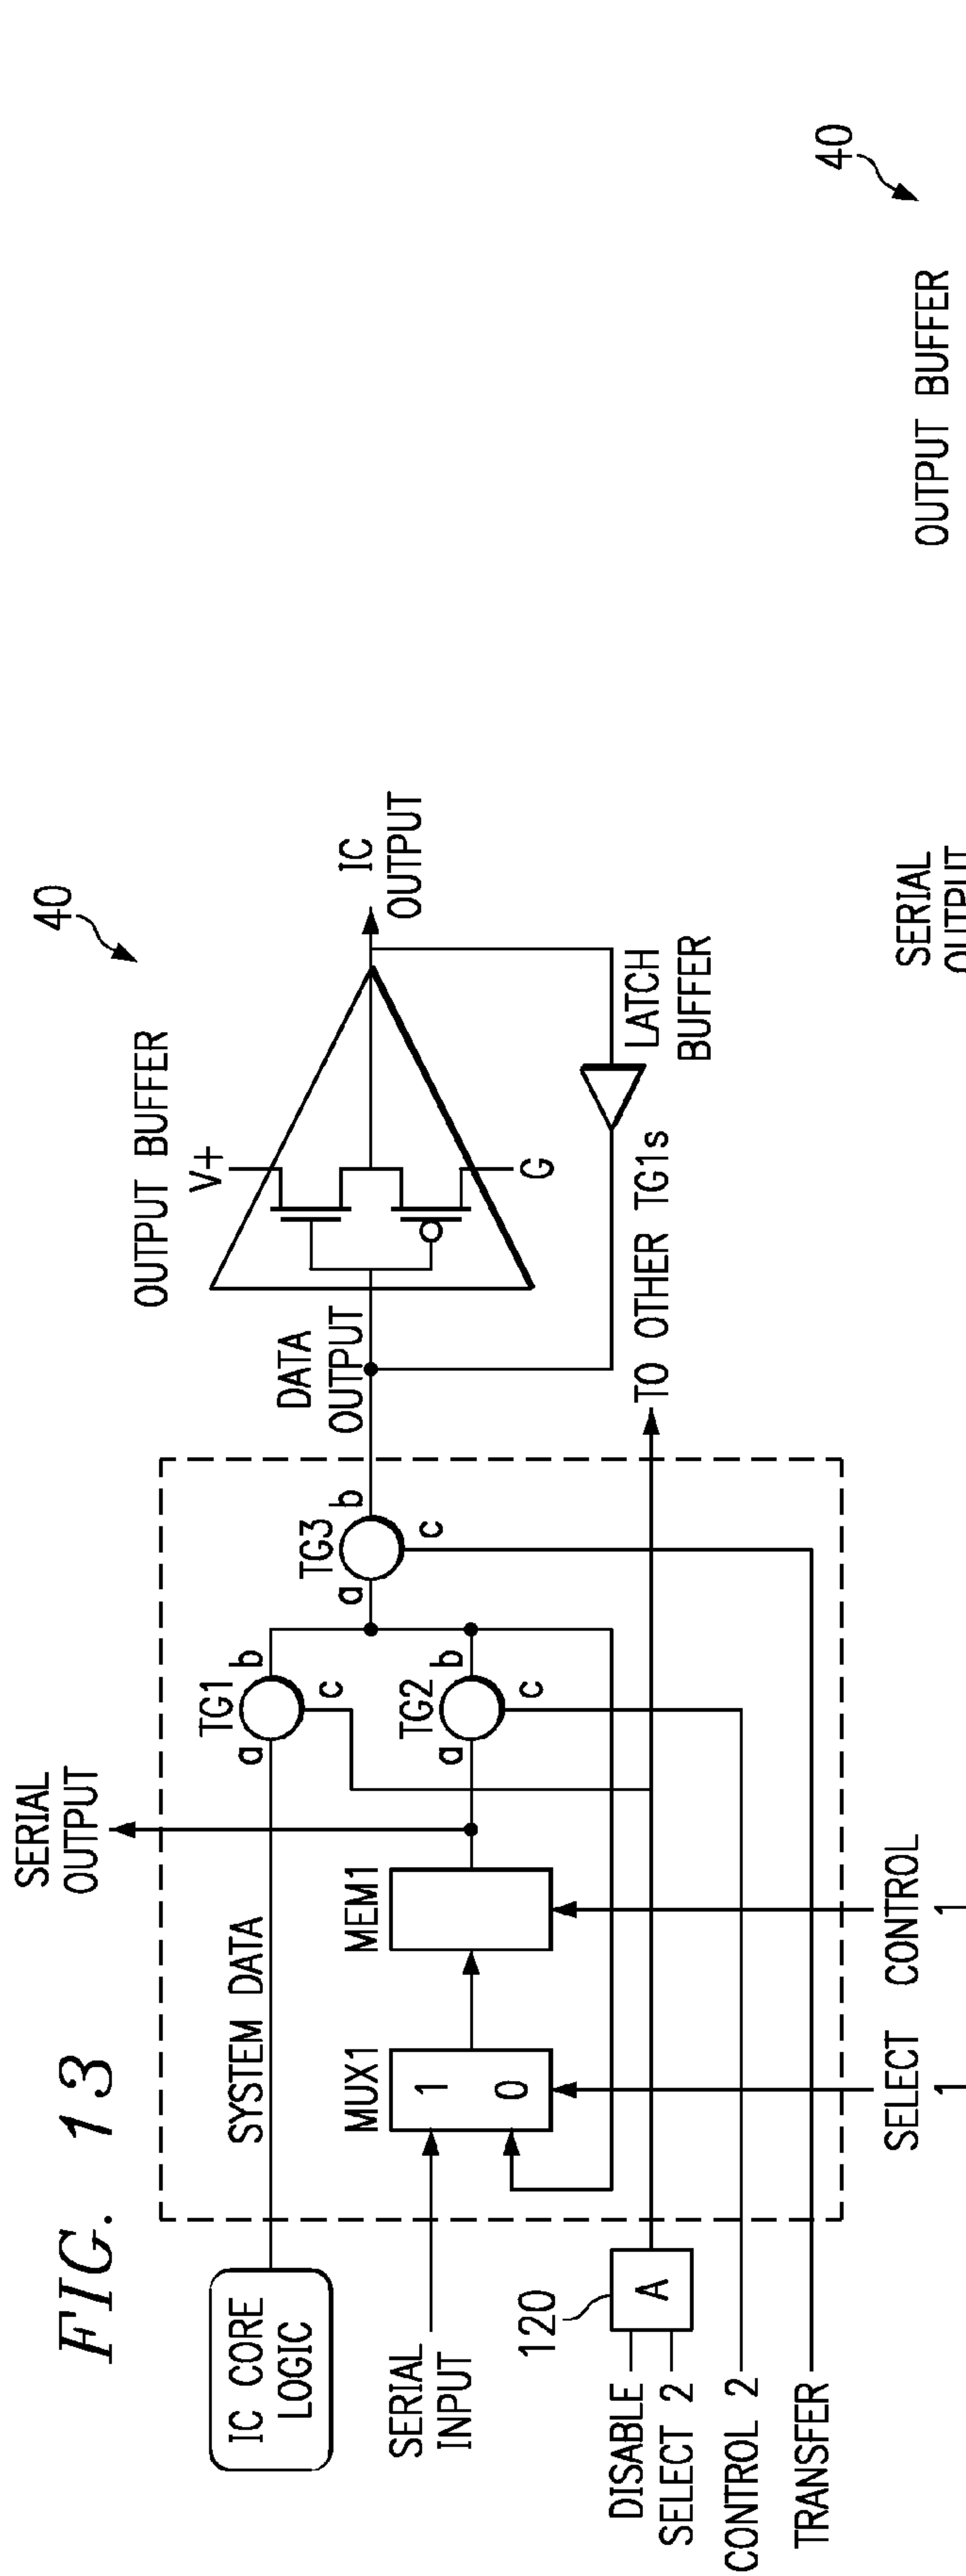 FIG. 13
40
OUTPUT BUFFER
SERIAL
OUTPUT
V+
IC CORE
LOGIC
SYSTEM DATA
a
TG1
b
c
DATA
OUTPUT
IC
OUTPUT
TG3
a
b
c
SERIAL
INPUT
MUX1
1
0
MEM1
a
TG2
b
c
G
LATCH
BUFFER
120
A
TO OTHER TG1s
DISABLE
SELECT 2
CONTROL 2
TRANSFER
SELECT
1
CONTROL
1
40
OUTPUT BUFFER
SERIAL
OUTPUT